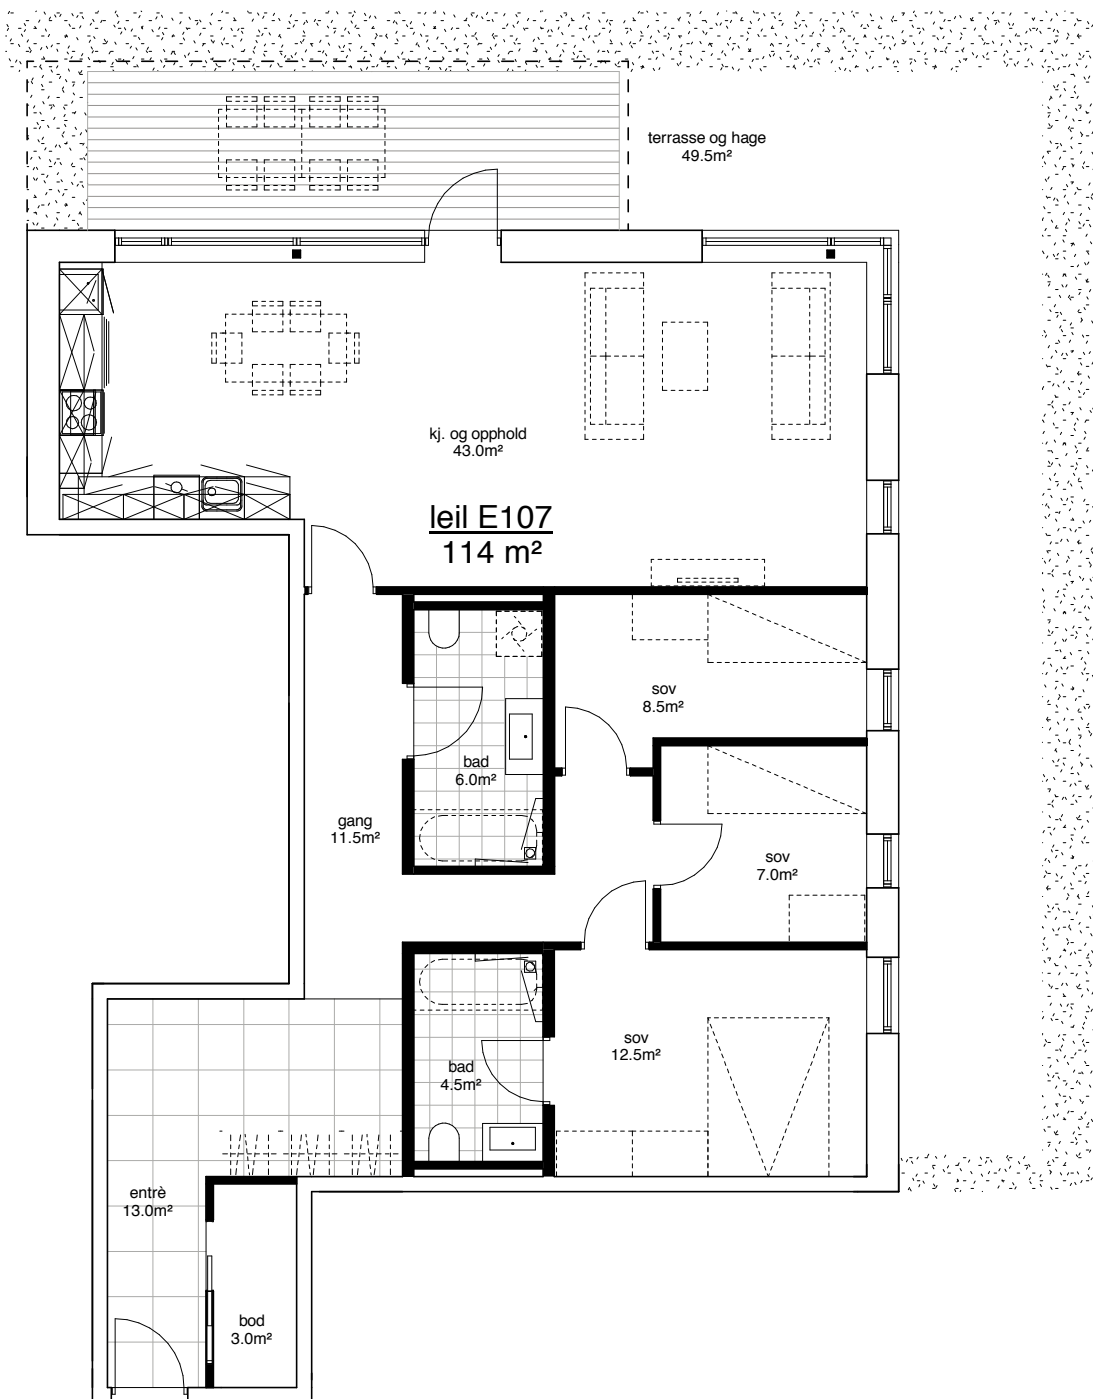 terrasse og hage
49.5m²
kj. og opphold
43.0m²
leil E107
114 m²
sov
8.5m²
bad
6.0m²
gang
11.5m²
sov
7.0m²
sov
12.5m²
bad
4.5m²
entrè
13.0m²
bod
3.0m²